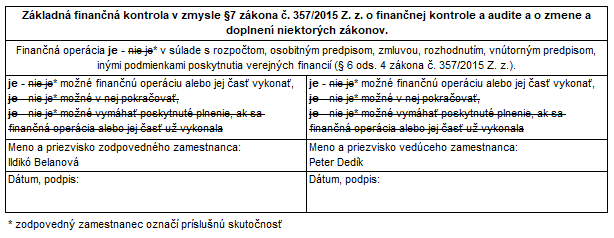 Základná finančná kontrola v zmysle §7 zákona č. 357/2015 Z. z. o finančnej kontrole a audite a o zmene a
doplnení niektorých zákonov.
Finančná operácia je - nie je* v súlade s rozpočtom, osobitným predpisom, zmluvou, rozhodnutím, vnútorným predpisom,
inými podmienkami poskytnutia verejných financií (§ 6 ods. 4 zákona č. 357/2015 Z. z.).
je - nie je* možné finančnú operáciu alebo jej časť vykonať,
je - nie je* možné v nej pokračovať,
je - nie je* možné vymáhať poskytnuté plnenie, ak sa
finančná operácia alebo jej časť už vykonala
je - nie je* možné finančnú operáciu alebo jej časť vykonať,
je - nie je* možné v nej pokračovať,
je - nie je* možné vymáhať poskytnuté plnenie, ak sa
finančná operácia alebo jej časť už vykonala
Meno a priezvisko zodpovedného zamestnanca:
Ildikó Belanová
Meno a priezvisko vedúceho zamestnanca:
Peter Dedík
Dátum, podpis:
Dátum, podpis:
* zodpovedný zamestnanec označí príslušnú skutočnosť